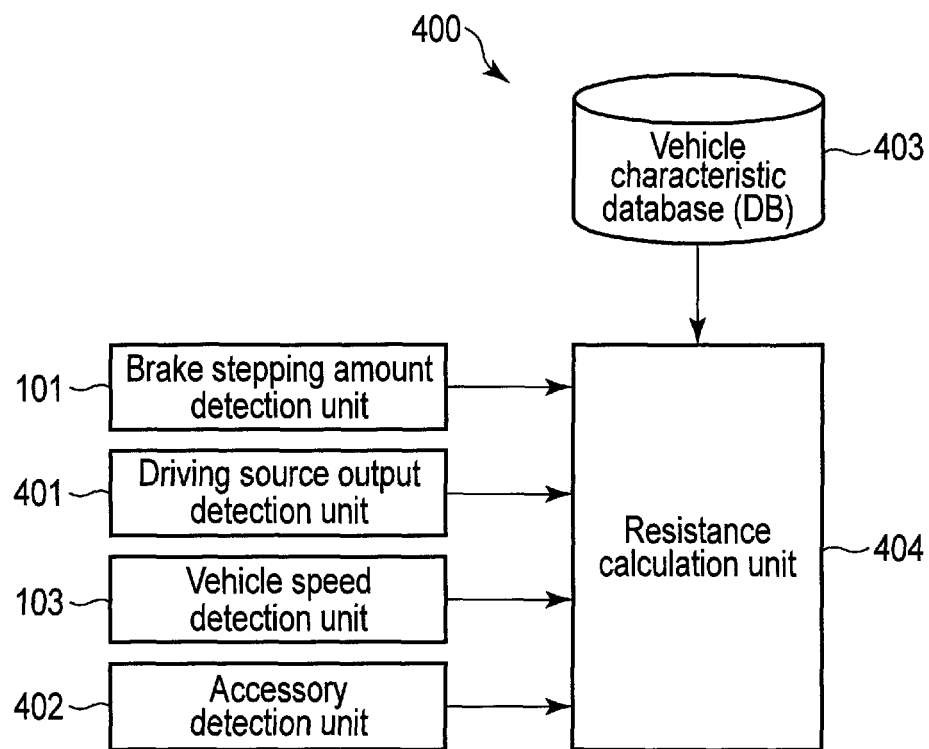 400
Vehicle
characteristic
database (DB)
403
101
Brake stepping amount
detection unit
401
Driving source output
detection unit
103
Vehicle speed
detection unit
402
Accessory
detection unit
Resistance
calculation unit
404